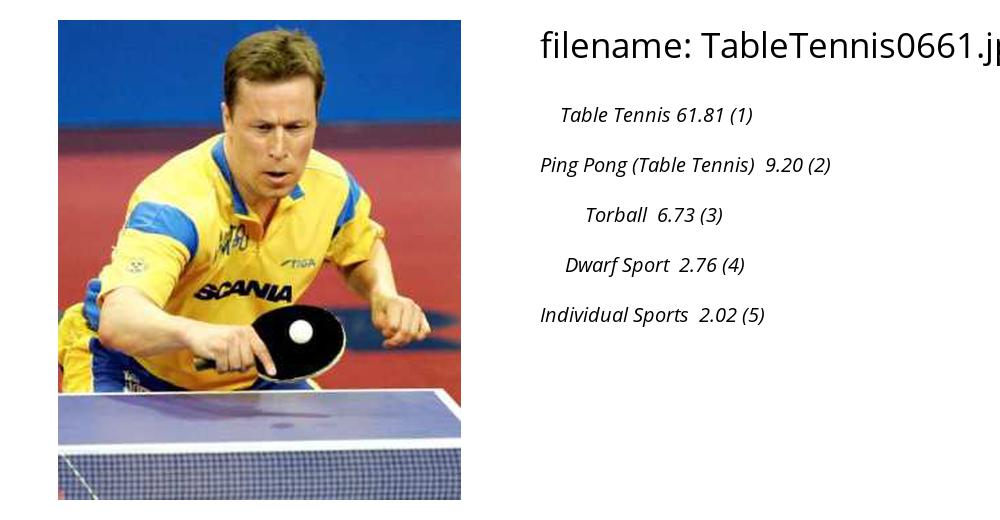 filename: TableTennis0661.jp
Table Tennis 61.81 (1)
Ping Pong (Table Tennis) 9.20 (2)
Torball 6.73 (3)
Dwarf Sport 2.76 (4)
Individual Sports 2.02 (5)
TIGA
SCANIA